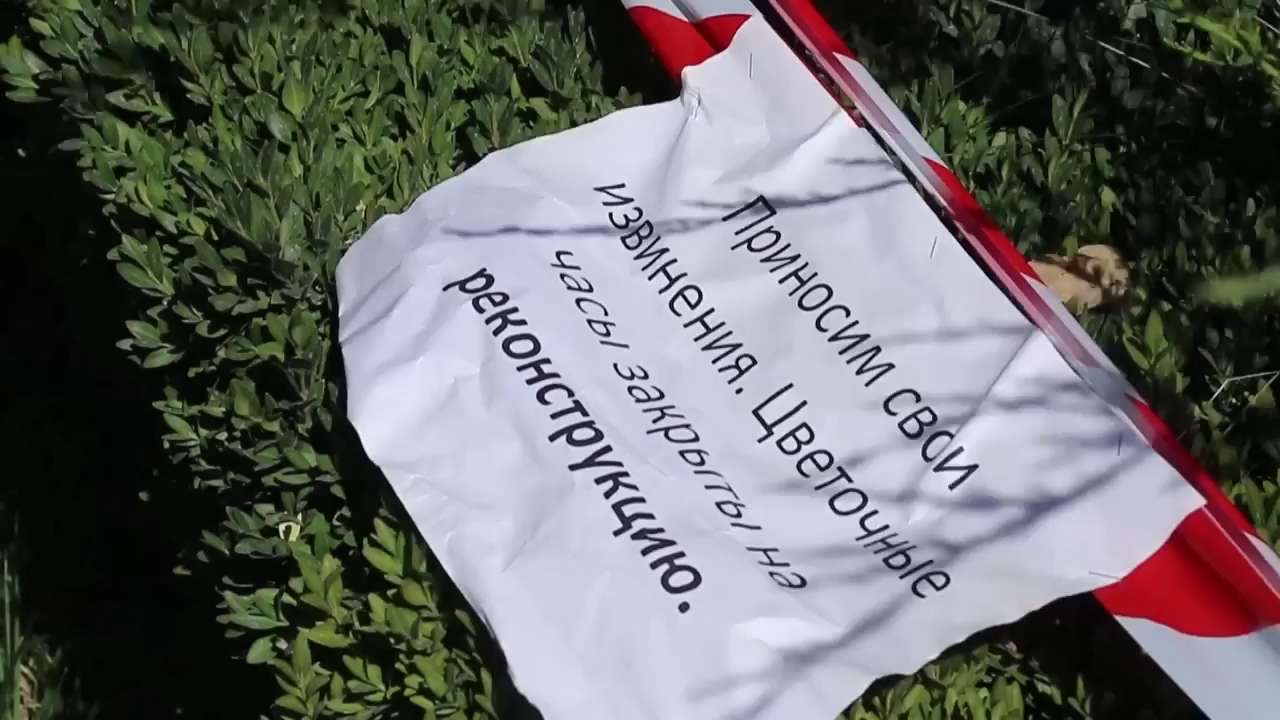 Приносим свои
извинения. Цветочные
часы закрыты на
реконструкцию.